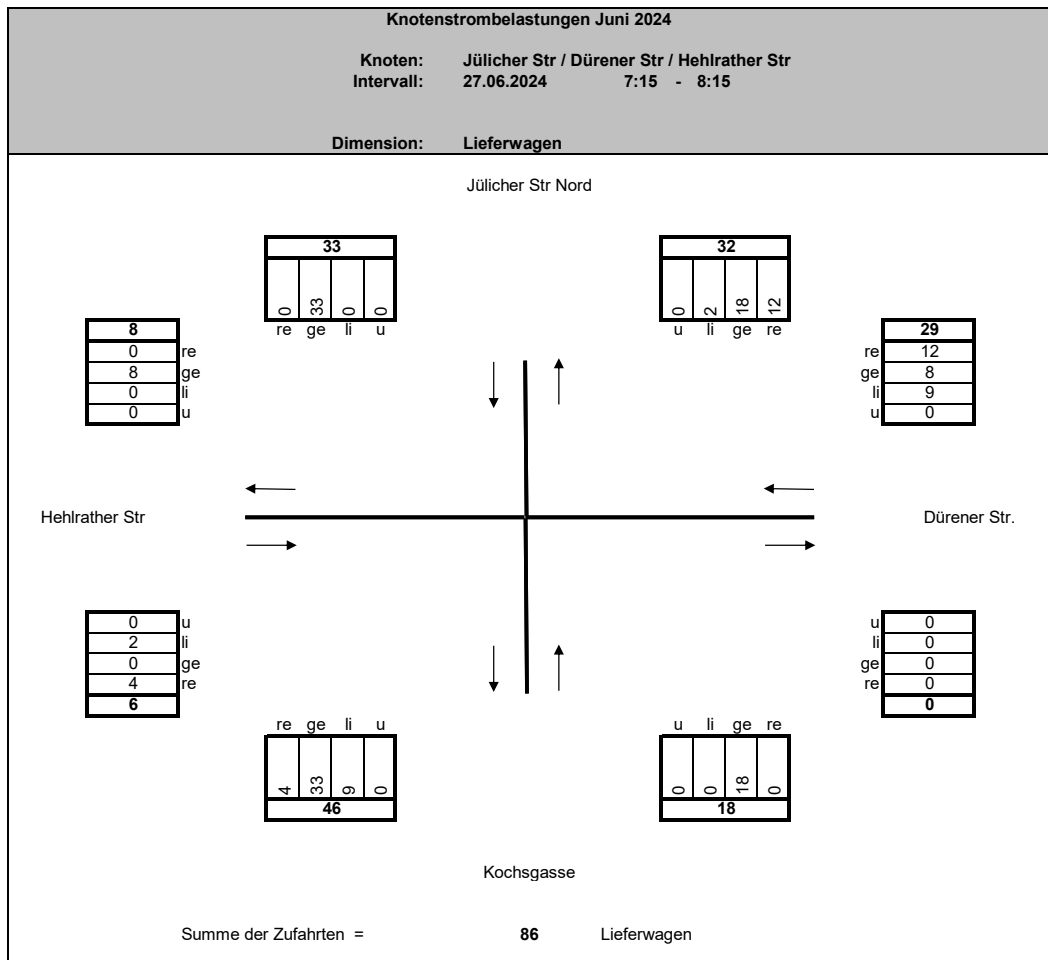 Knotenstrombelastungen Juni 2024
Knoten: Jülicher Str / Dürener Str / Hehlrather Str
Intervall: 27.06.2024 7:15 - 8:15
Dimension: Lieferwagen
Jülicher Str Nord
33
0 33 0 0
re ge li u
32
0 2 18 12
u li ge re
8
0 re
8 ge
0 li
0 u
29
re 12
ge 8
li 9
u 0
Hehlrather Str
Dürener Str.
0 u
2 li
0 ge
4 re
6
u 0
li 0
ge 0
re 0
0
re ge li u
4 33 9 0
46
u li ge re
0 0 18 0
18
Kochsgasse
Summe der Zufahrten = 86 Lieferwagen